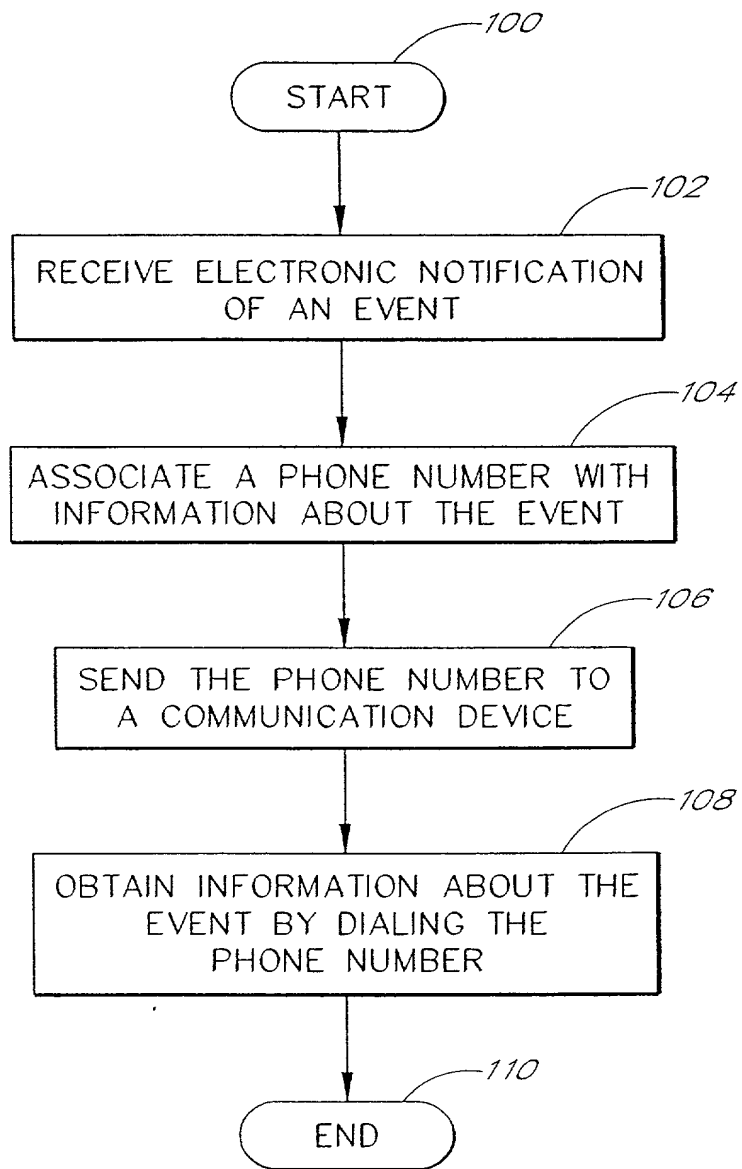 100
START
102
RECEIVE ELECTRONIC NOTIFICATION
OF AN EVENT
104
ASSOCIATE A PHONE NUMBER WITH
INFORMATION ABOUT THE EVENT
106
SEND THE PHONE NUMBER TO
A COMMUNICATION DEVICE
108
OBTAIN INFORMATION ABOUT THE
EVENT BY DIALING THE
PHONE NUMBER
110
END